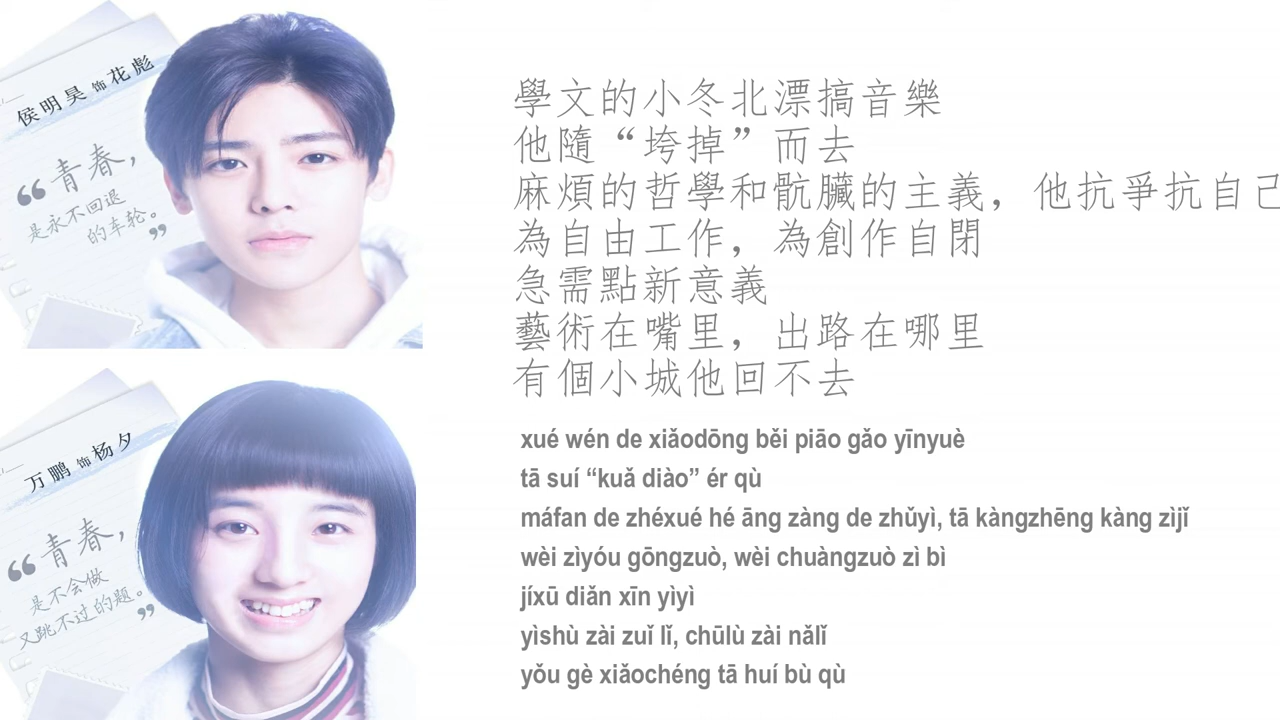 侯明昊 饰 花彪
“青春，
是永不回退
的车轮。”
万鹏 饰 杨夕
“青春，
是不会做
又跳不过的题。”
學文的小冬北漂搞音樂
他隨“垮掉”而去
麻煩的哲學和骯臟的主義，他抗爭抗自己
為自由工作，為創作自閉
急需點新意義
藝術在嘴里，出路在哪里
有個小城他回不去
xué wén de xiǎodōng běi piāo gǎo yīnyuè
tā suí “kuǎ diào” ér qù
máfan de zhéxué hé āng zàng de zhǔyì, tā kàngzhēng kàng zìjǐ
wèi zìyóu gōngzuò, wèi chuàngzuò zì bì
jíxū diǎn xīn yìyì
yìshù zài zuǐ lǐ, chūlù zài nǎlǐ
yǒu gè xiǎochéng tā huí bù qù